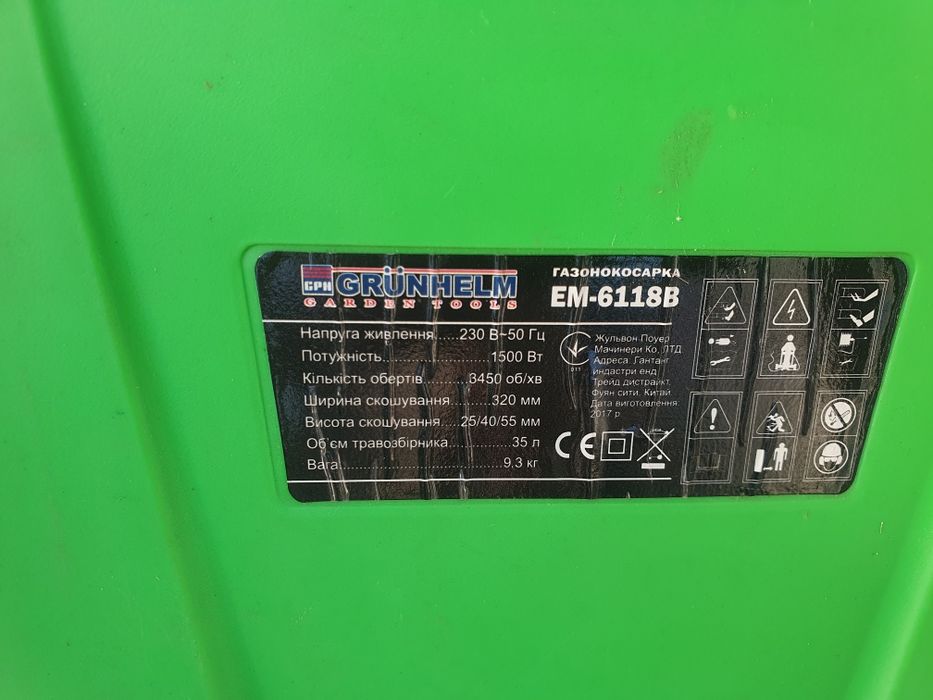 GPH GRÜNHELM
GARDEN TOOLS
ГАЗОНОКОСАРКА
EM-6118B
Напруга живлення.....230 В~50 Гц
Потужність.................1500 Вт
Кількість обертів..........3450 об/хв
Ширина скошування..........320 мм
Висота скошування....25/40/55 мм
Об'єм травозбірника..............35 л
Вага................................9.3 кг
011
Жульвон Поуер
Мачинери Ко, ЛТД
Адреса: Гантанг
индастри енд
Трейд дистрайкт
Фуян сити. Китай
Дата виготовлення:
2017 р
CE